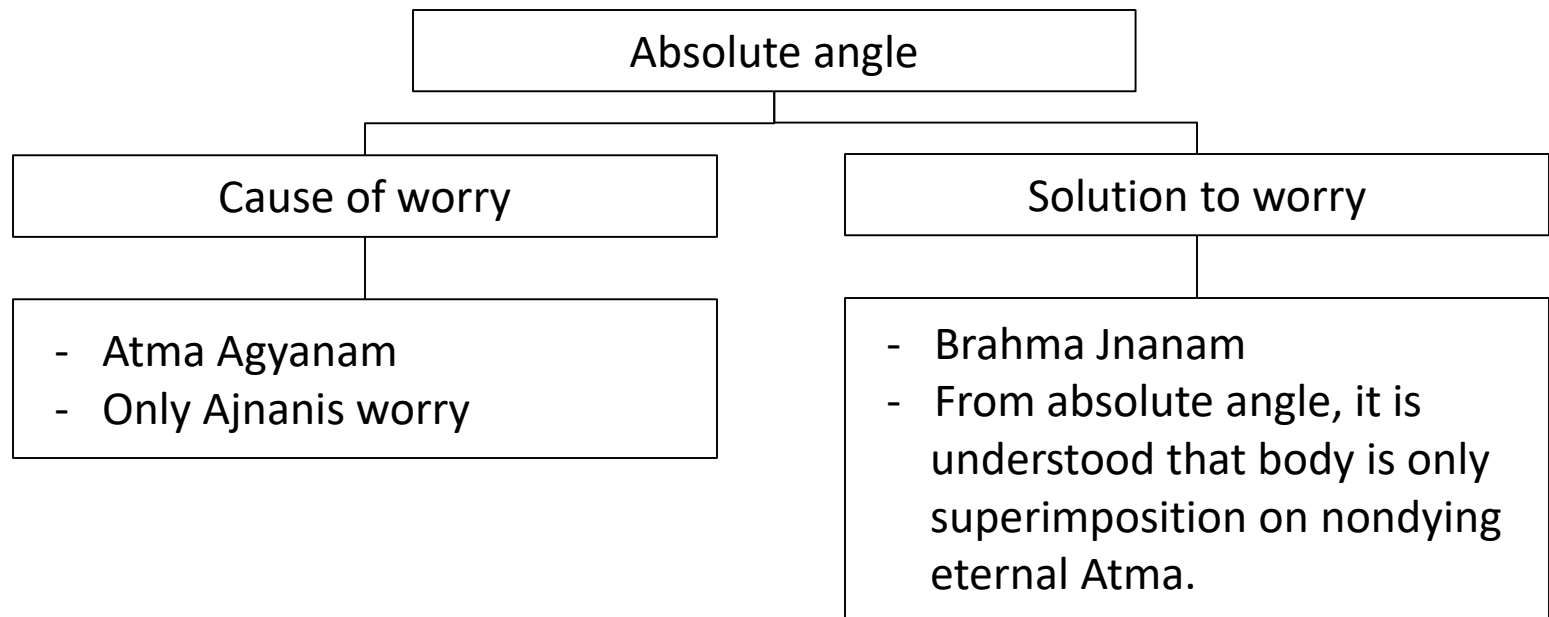 Absolute angle
Cause of worry
Solution to worry
- Atma Agyanam
- Only Ajnanis worry
- Brahma Jnanam
- From absolute angle, it is
understood that body is only
superimposition on nondying
eternal Atma.